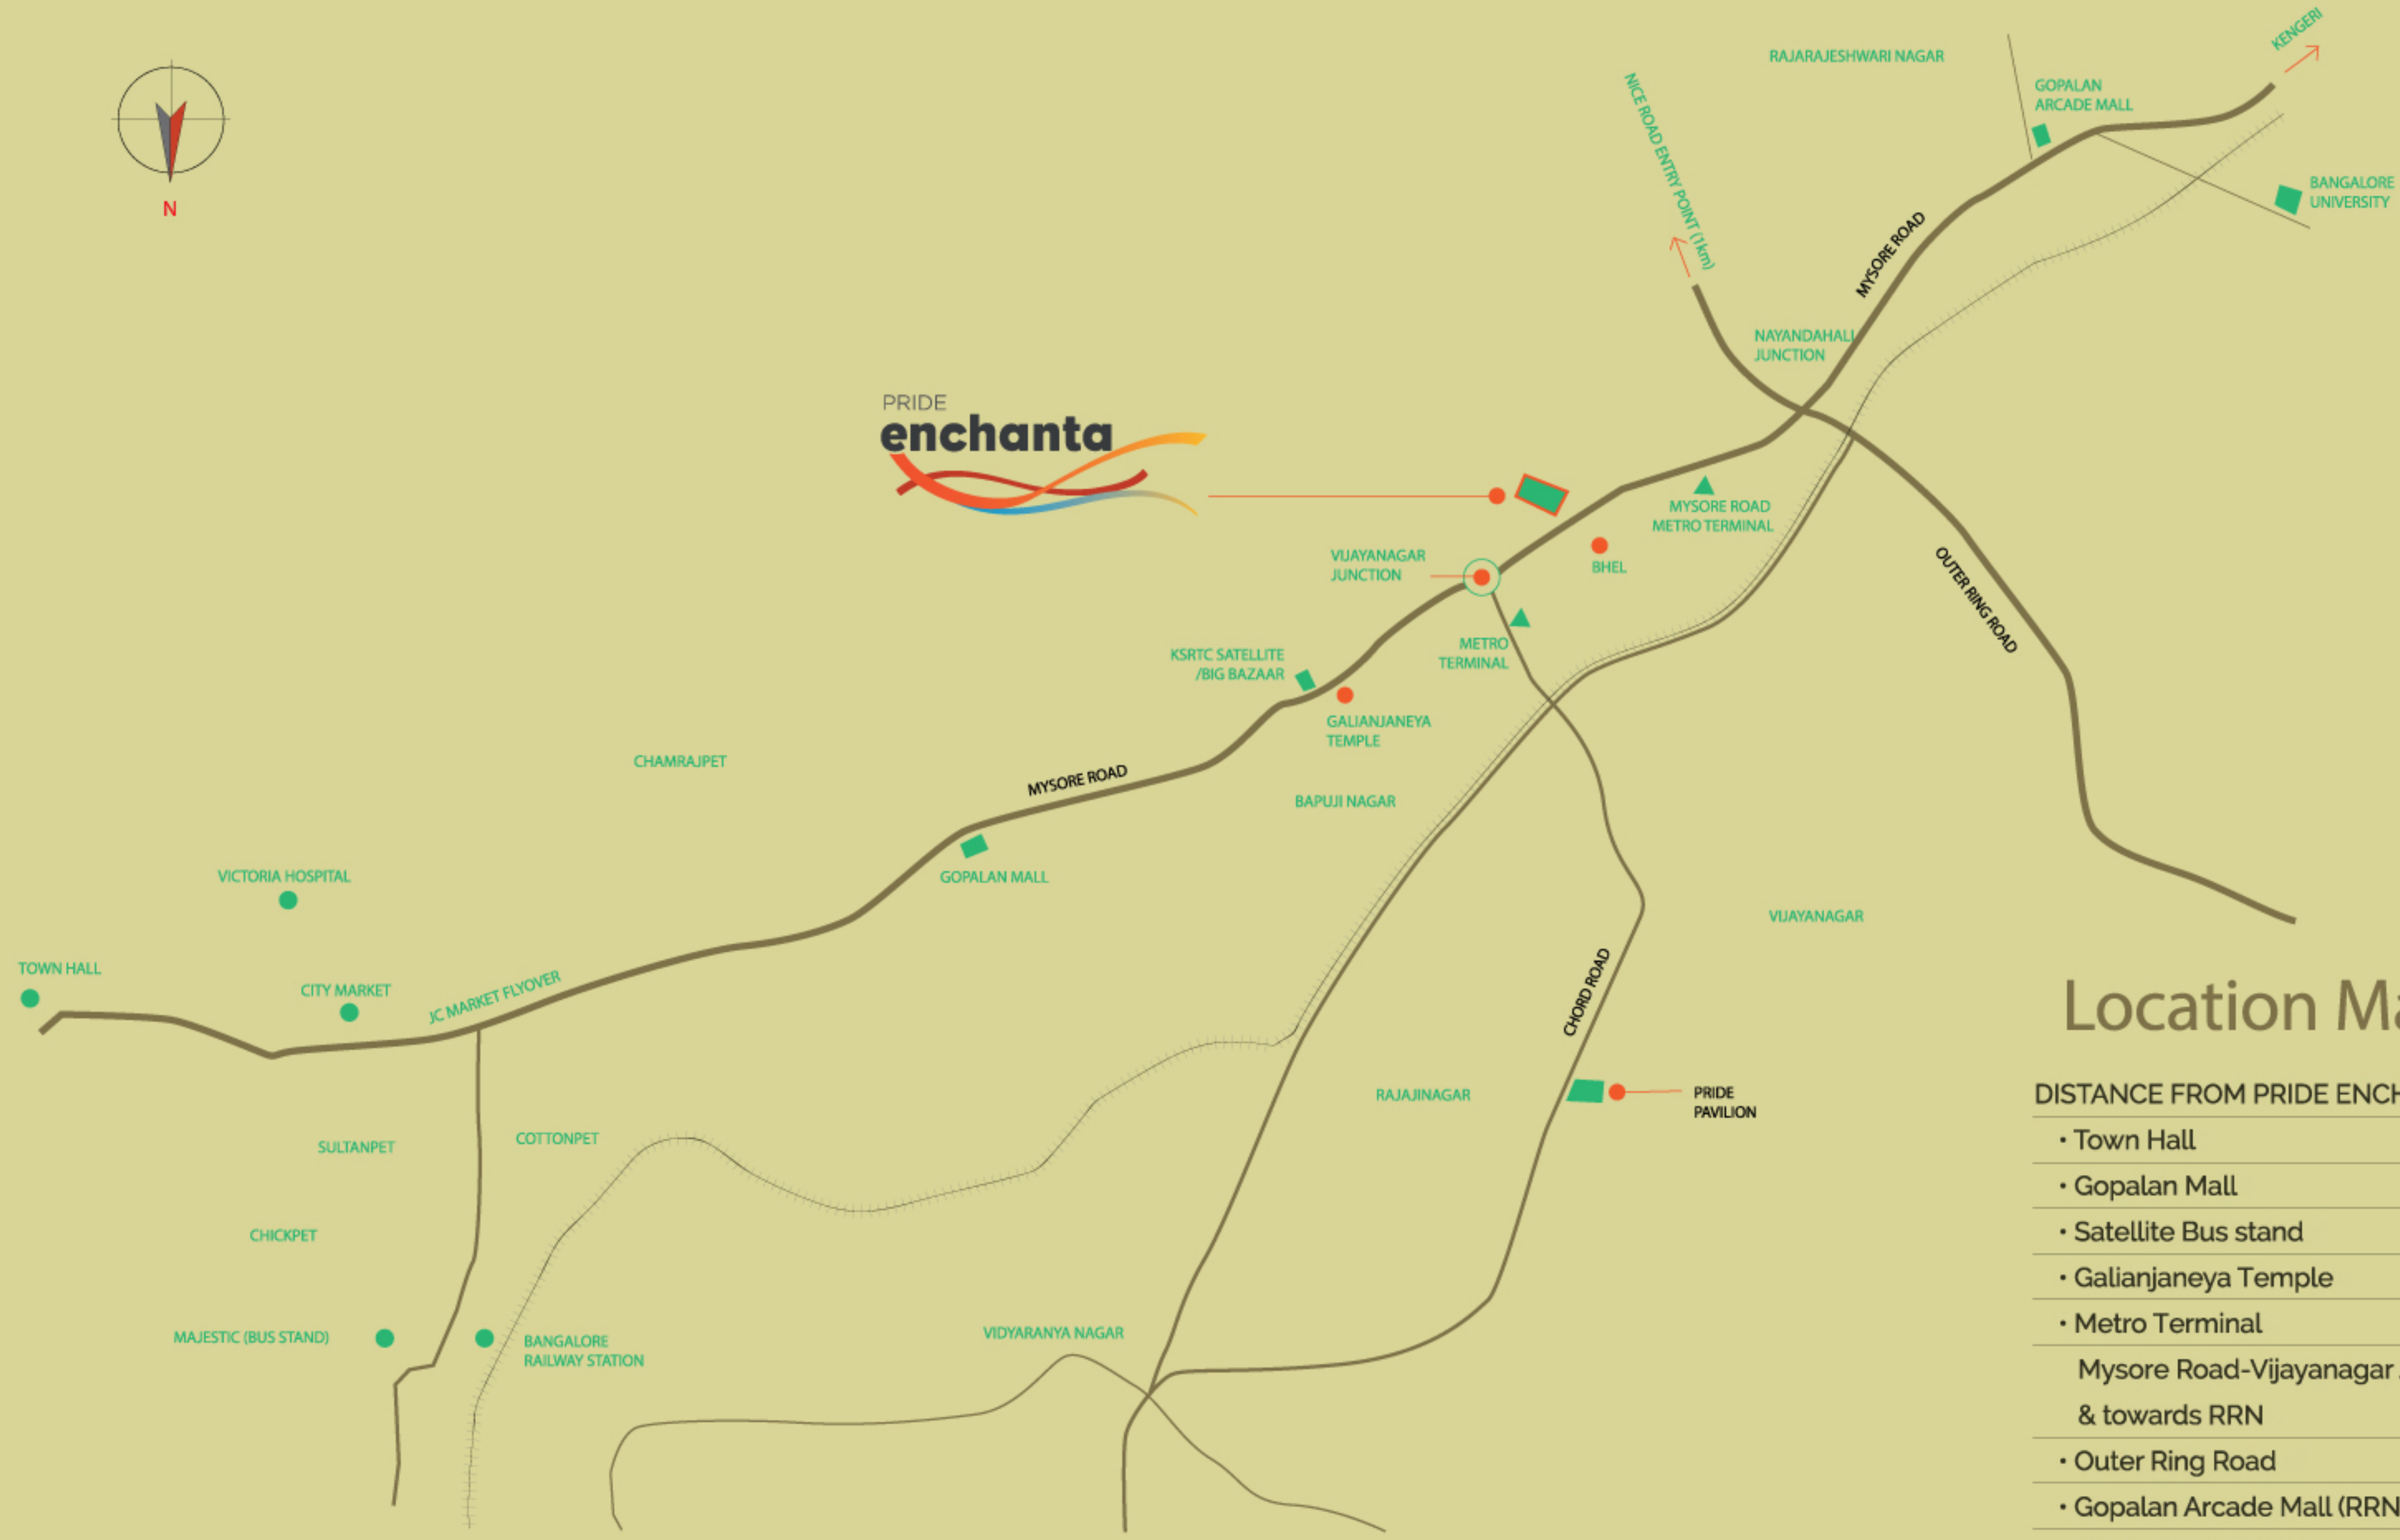 KENGERI
RAJARAJESHWARI NAGAR
NICE ROAD ENTRY POINT (1km)
GOPALAN
ARCADE MALL
BANGALORE
UNIVERSITY
N
MYSORE ROAD
NAYANDAHALI
JUNCTION
PRIDE
enchanta
MYSORE ROAD
METRO TERMINAL
VIJAYANAGAR
JUNCTION
BHEL
OUTER RING ROAD
METRO
TERMINAL
KSRTC SATELLITE
/BIG BAZAAR
GALIANJANEYA
TEMPLE
CHAMRAJPET
MYSORE ROAD
BAPUJI NAGAR
VICTORIA HOSPITAL
GOPALAN MALL
VIJAYANAGAR
TOWN HALL
CITY MARKET
JC MARKET FLYOVER
CHORD ROAD
RAJAJINAGAR
PRIDE
PAVILION
SULTANPET
COTTONPET
CHICKPET
MAJESTIC (BUS STAND)
BANGALORE
RAILWAY STATION
VIDYARANYA NAGAR
Location Ma
DISTANCE FROM PRIDE ENCH
• Town Hall
• Gopalan Mall
• Satellite Bus stand
• Galianjaneya Temple
• Metro Terminal
Mysore Road-Vijayanagar
& towards RRN
• Outer Ring Road
• Gopalan Arcade Mall (RRN